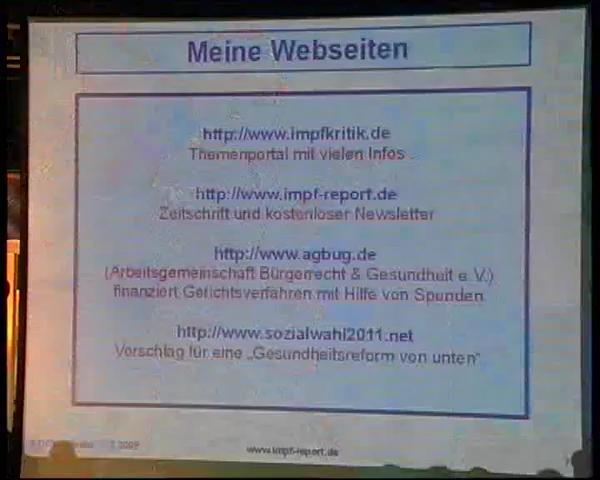 Meine Webseiten
http://www.impfkritik.de
Themenportal mit vielen Infos .
http://www.impf-report.de
Zeitschrift und kostenloser Newsletter
http://www.agbug.de
(Arbeitsgemeinschaft Bürgerrecht & Gesundheit e.V.)
finanziert Gerichtsverfahren mit Hilfe von Spenden
http://www.sozialwahl2011.net
Vorschlag für eine „Gesundheitsreform von unten"
www.impf-report.de